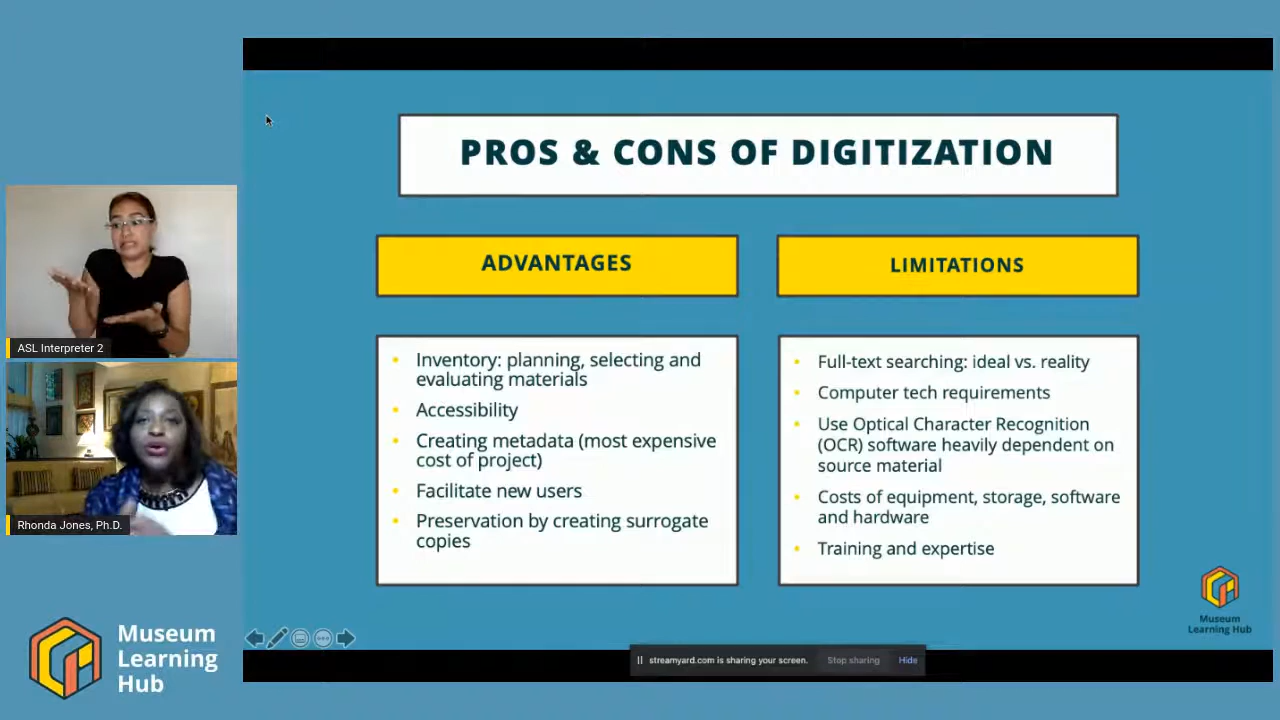 PROS & CONS OF DIGITIZATION
ADVANTAGES
Inventory: planning, selecting and
evaluating materials
Accessibility
Creating metadata (most expensive
cost of project)
Facilitate new users
Preservation by creating surrogate
copies
LIMITATIONS
Full-text searching: ideal vs. reality
Computer tech requirements
Use Optical Character Recognition
(OCR) software heavily dependent on
source material
Costs of equipment, storage, software
and hardware
Training and expertise
ASL Interpreter 2
Rhonda Jones, Ph.D.
Museum
Learning
Hub
Museum
Learning Hub
streamyard.com is sharing your screen.
Stop sharing
Hide